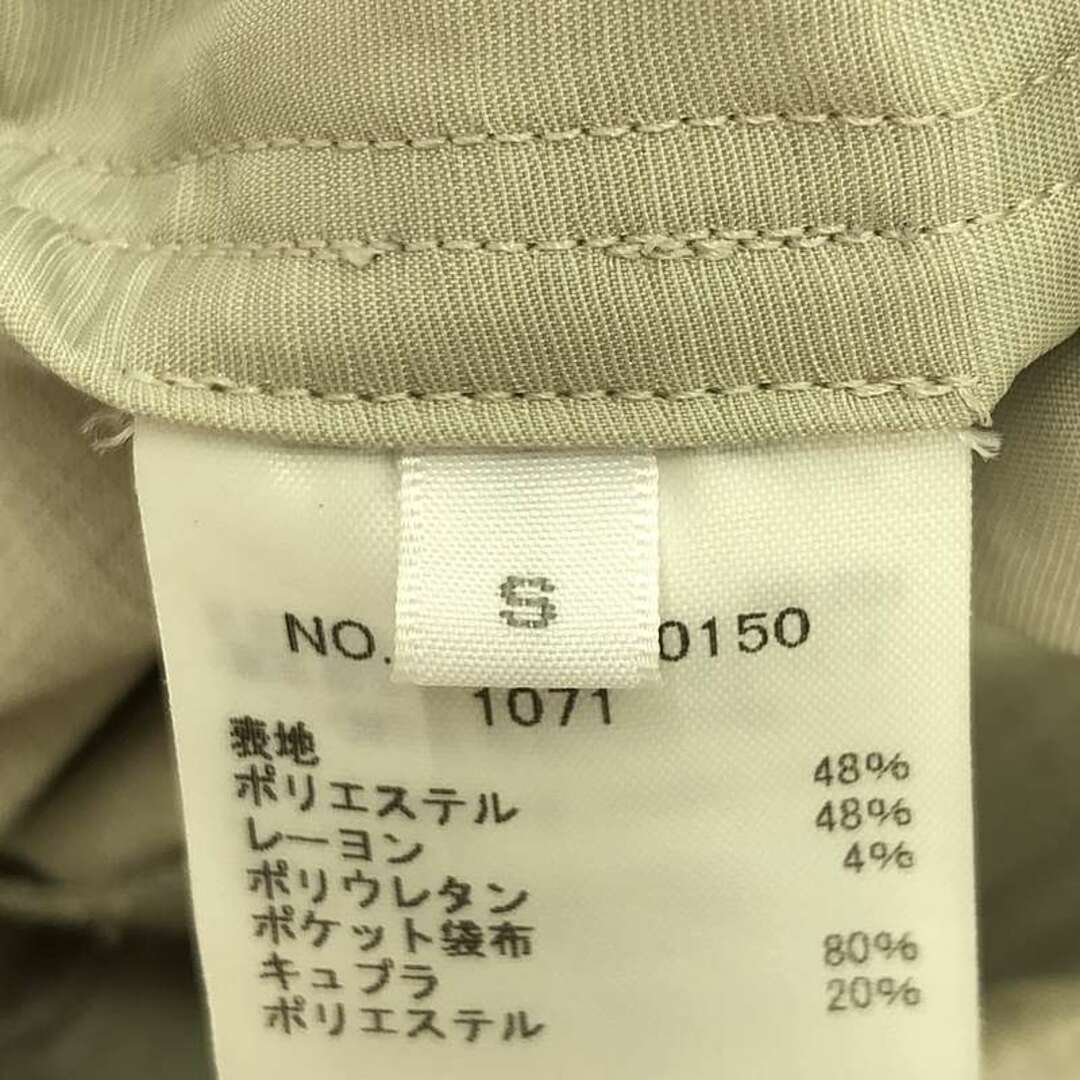 S
NO. 0150
1071
表地
ポリエステル 48%
レーヨン 48%
ポリウレタン 4%
ポケット袋布
キュプラ 80%
ポリエステル 20%